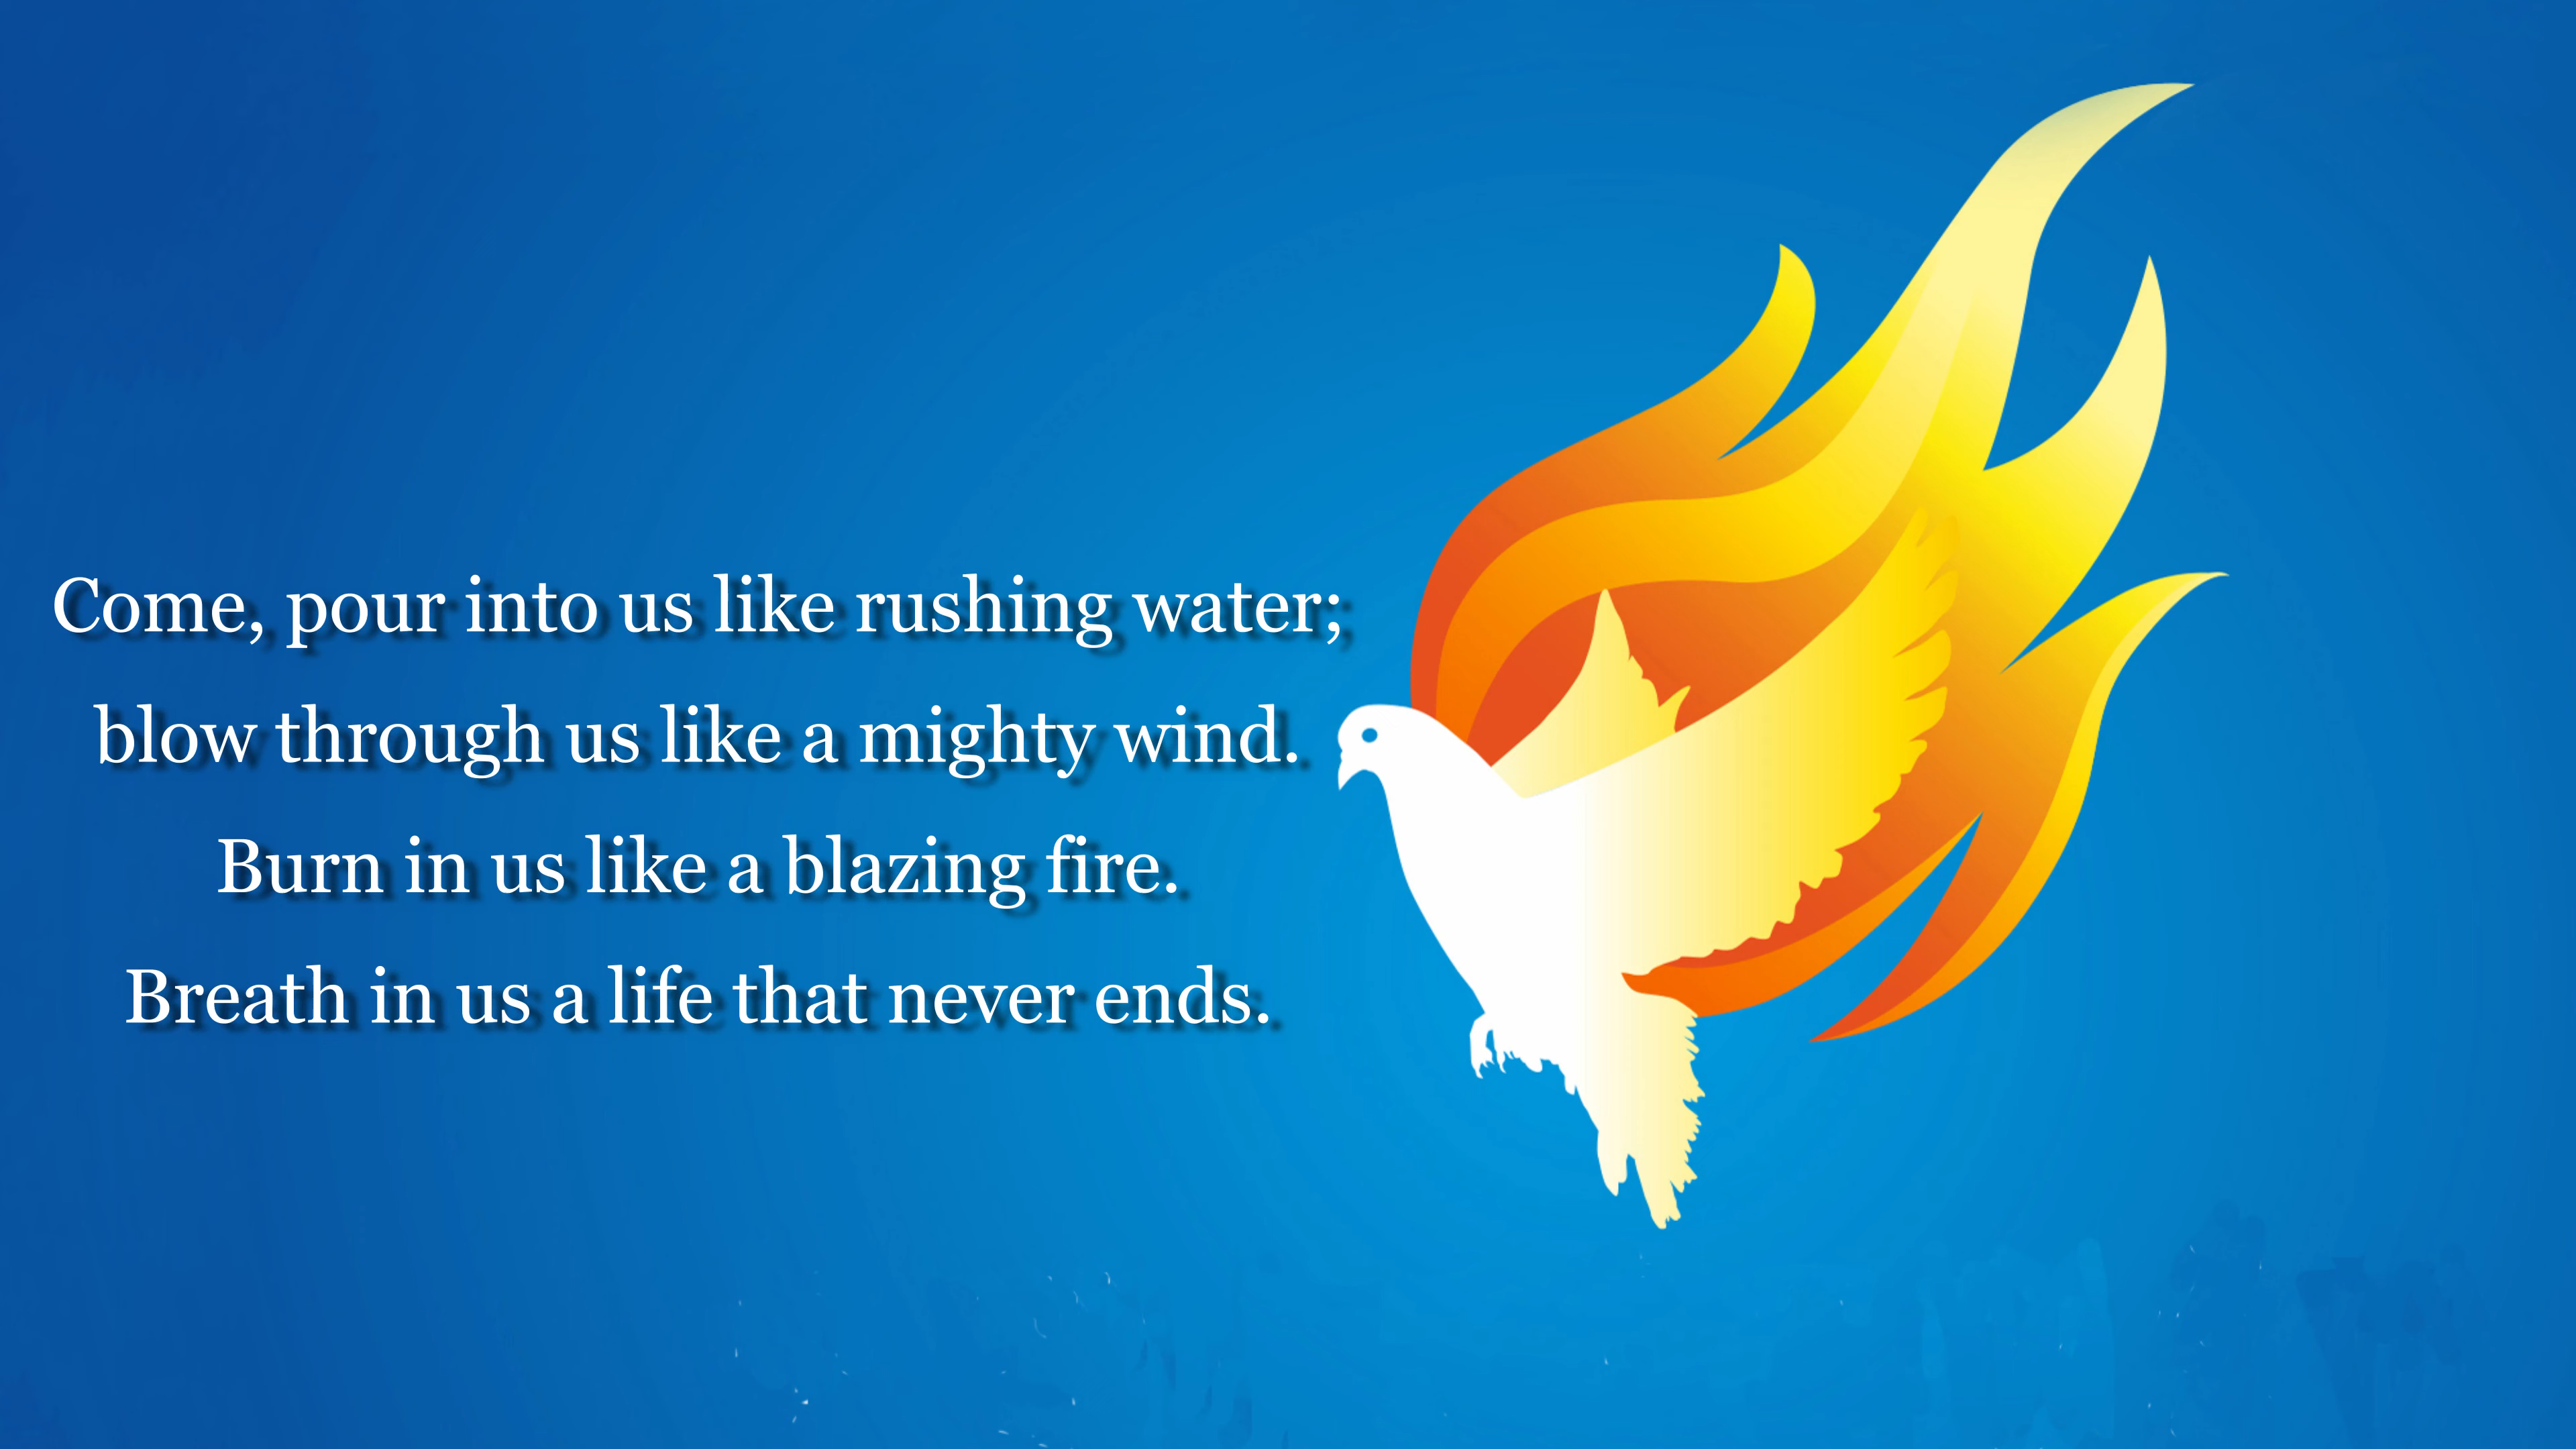 Come, pour into us like rushing water;
blow through us like a mighty wind.
Burn in us like a blazing fire.
Breath in us a life that never ends.